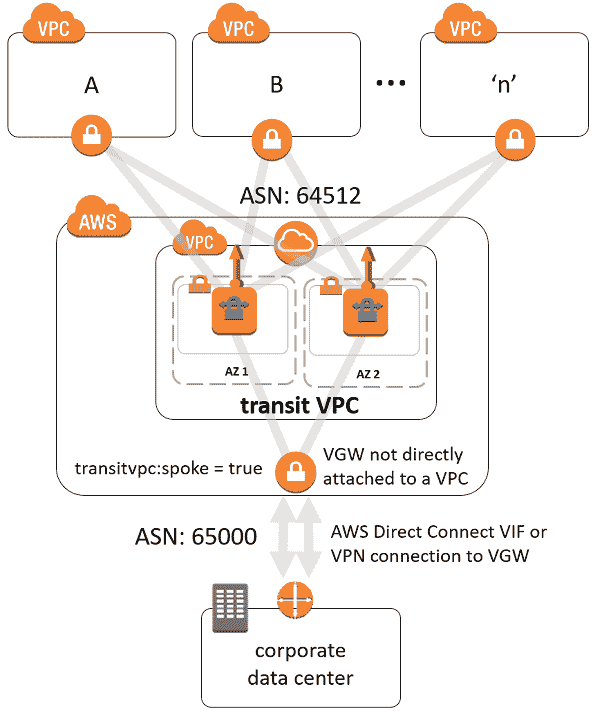 VPC
VPC
VPC
A
B
...
‘n’
ASN: 64512
AWS
VPC
AZ 1
AZ 2
transit VPC
transitvpc:spoke = true
VGW not directly
attached to a VPC
ASN: 65000
AWS Direct Connect VIF or
VPN connection to VGW
corporate
data center